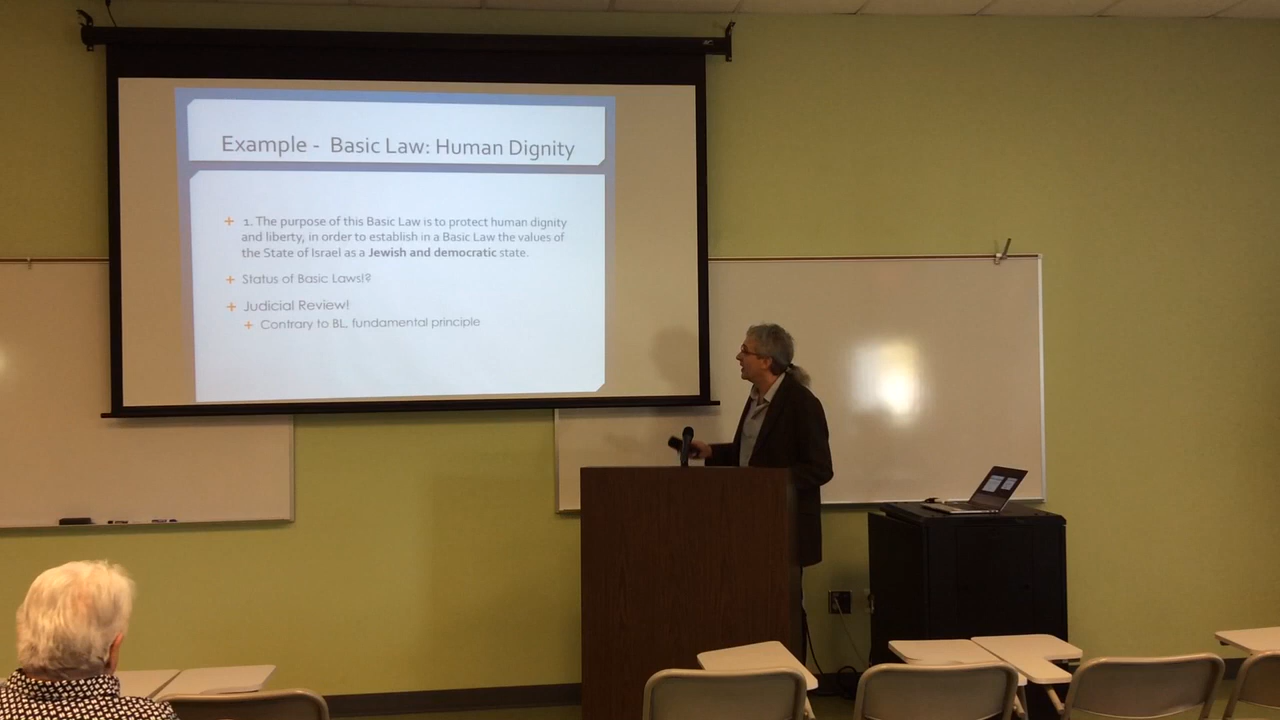 Example - Basic Law: Human Dignity
+ 1. The purpose of this Basic Law is to protect human dignity
and liberty, in order to establish in a Basic Law the values of
the State of Israel as a Jewish and democratic state.
+ Status of Basic Laws!?
+ Judicial Review!
+ Contrary to BL. fundamental principle